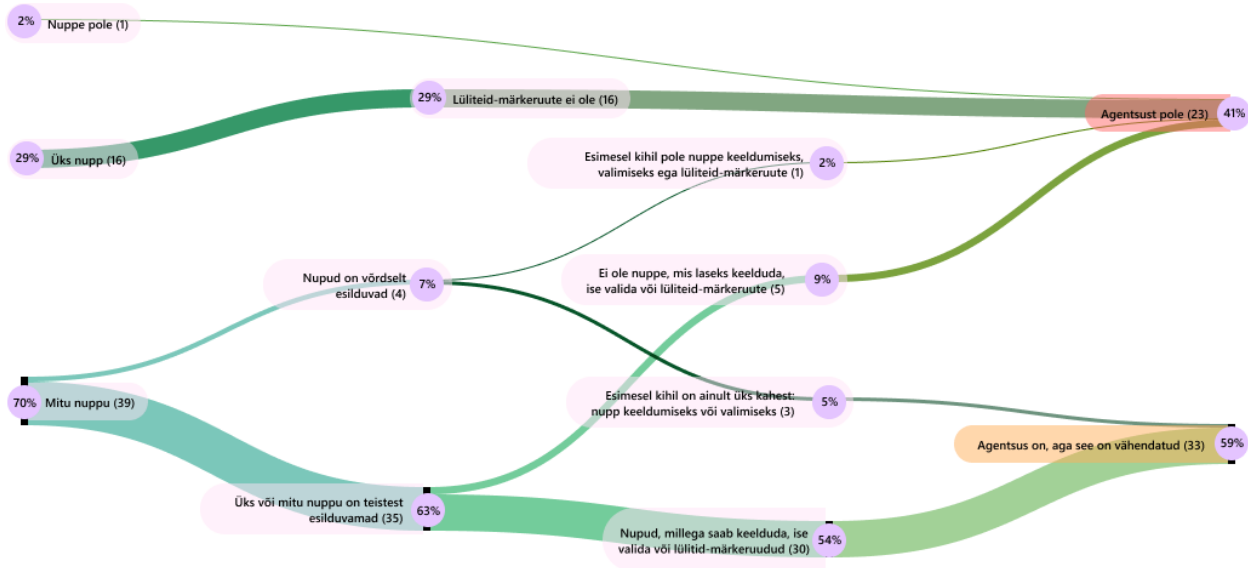 2%
Nuppe pole (1)
29%
Lüliteid-märkeruute ei ole (16)
Agentsust pole (23)
41%
29%
Üks nupp (16)
Esimesel kihil pole nuppe keeldumiseks,
valimiseks ega lüliteid-märkeruute (1)
2%
Nupud on võrdselt
esilduvad (4)
7%
Ei ole nuppe, mis laseks keelduda,
ise valida või lüliteid-märkeruute (5)
9%
70%
Mitu nuppu (39)
Esimesel kihil on ainult üks kahest:
nupp keeldumiseks või valimiseks (3)
5%
Agentsus on, aga see on vähendatud (33)
59%
Üks või mitu nuppu on teistest
esilduvamad (35)
63%
Nupud, millega saab keelduda, ise
valida või lülitid-märkeruudud (30)
54%